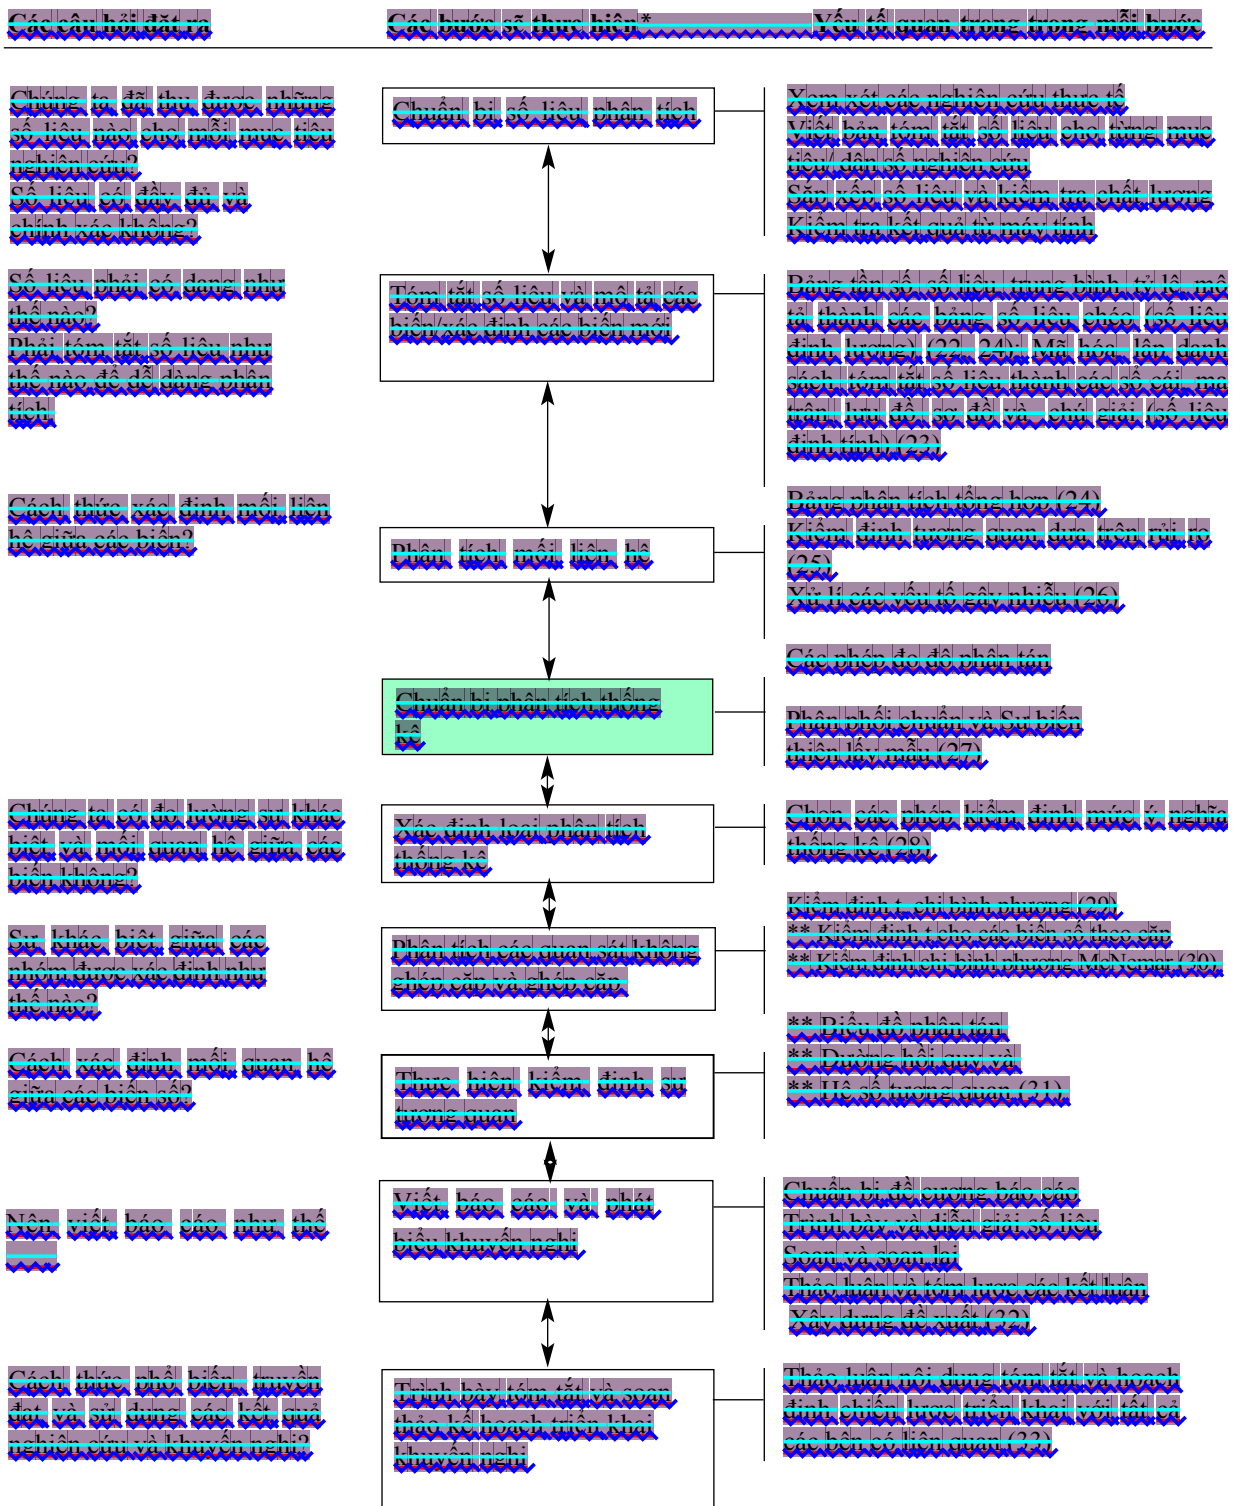 Các câu hỏi đặt ra
Các bước sẽ thực hiện *
Yếu tố quan trọng trong mỗi bước
Chúng ta đã thu được những
số liệu nào cho mỗi mục tiêu
nghiên cứu?
Số liệu có đầy đủ và
chính xác không?
Chuẩn bị số liệu phân tích
Xem xét các nghiên cứu thực tế
Viết bản tóm tắt số liệu cho từng mục
tiêu/ dân số nghiên cứu
Sắp xếp số liệu và kiểm tra chất lượng
Kiểm tra kết quả từ máy tính
Số liệu phải có dạng như
thế nào?
Phải tóm tắt số liệu như
thế nào để dễ dàng phân
tích
Tóm tắt số liệu và mô tả các
biến/xác định các biến mới
Bảng tần số, số liệu trung bình, tỷ lệ, mô
tả thành các bảng số liệu chéo (số liệu
định lượng) (22, 24); Mã hóa, lập danh
sách, tóm tắt số liệu thành các sổ cái, ma
trận, lưu đồ, sơ đồ và chú giải (số liệu
định tính) (23)
Cách thức xác định mối liên
hệ giữa các biến?
Phân tích mối liên hệ
Bảng phân tích tổng hợp (24)
Kiểm định tương quan dựa trên rủi ro
(25)
Xử lí các yếu tố gây nhiễu (26)
Chuẩn bị phân tích thống
kê
Các phép đo độ phân tán
Phân phối chuẩn và Sự biến
thiên lấy mẫu (27)
Chúng ta có đo lường sự khác
biệt và mối quan hệ giữa các
biến không?
Xác định loại phân tích
thống kê
Chọn các phép kiểm định mức ý nghĩa
thống kê (28)
Sự khác biệt giữa các
nhóm được xác định như
thế nào?
Phân tích các quan sát không
ghép cặp và ghép cặp
Kiểm định t, chi bình phương (29)
** Kiểm định t cho các biến số theo cặp
** Kiểm định chi bình phương McNemar (30)
Cách xác định mối quan hệ
giữa các biến số?
Thực hiện kiểm định sự
tương quan
** Biểu đồ phân tán
** Đường hồi quy và
** Hệ số tương quan (31)
Nên viết báo cáo như thế
Viết báo cáo và phát
biểu khuyến nghị
Chuẩn bị đề cương báo cáo
Trình bày và diễn giải số liệu
Soạn và soạn lại
Thảo luận và tóm lược các kết luận
Xây dựng đề xuất (32)
Cách thức phổ biến, truyền
đạt và sử dụng các kết quả
nghiên cứu và khuyến nghị?
Trình bày tóm tắt và soạn
thảo kế hoạch triển khai
khuyến nghị
Thảo luận nội dung tóm tắt và hoạch
định chiến lược triển khai với tất cả
các bên có liên quan (33)